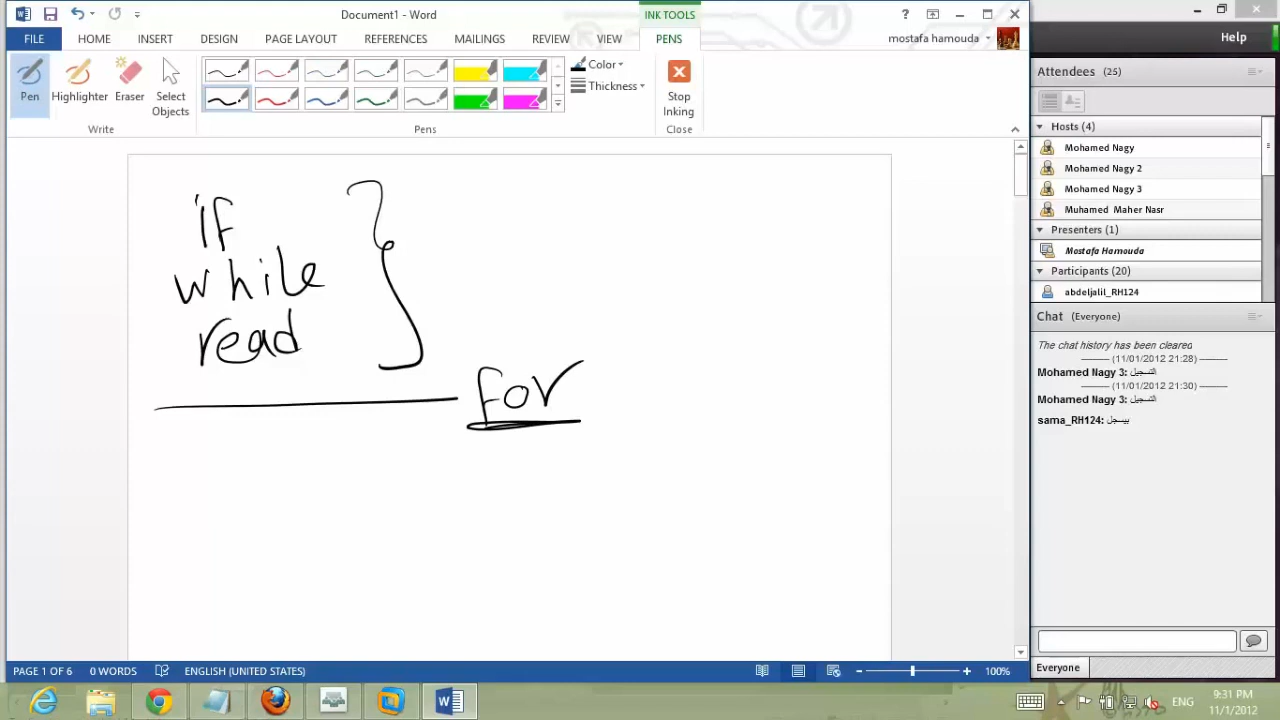 Document1 - Word
INK TOOLS
FILE
HOME
INSERT
DESIGN
PAGE LAYOUT
REFERENCES
MAILINGS
REVIEW
VIEW
PENS
mostafa hamouda
Help
Pen
Highlighter
Eraser
Select Objects
Color
Thickness
Stop Inking
Write
Pens
Close
if
while
read
for
Attendees (25)
Hosts (4)
Mohamed Nagy
Mohamed Nagy 2
Mohamed Nagy 3
Muhamed Maher Nasr
Presenters (1)
Mostafa Hamouda
Participants (20)
abdeljalil_RH124
Chat (Everyone)
The chat history has been cleared
(11/01/2012 21:28)
Mohamed Nagy 3: التسجيل
(11/01/2012 21:30)
Mohamed Nagy 3: التسجيل
sama_RH124: بيسجل
Everyone
PAGE 1 OF 6
0 WORDS
ENGLISH (UNITED STATES)
100%
ENG
9:31 PM
11/1/2012